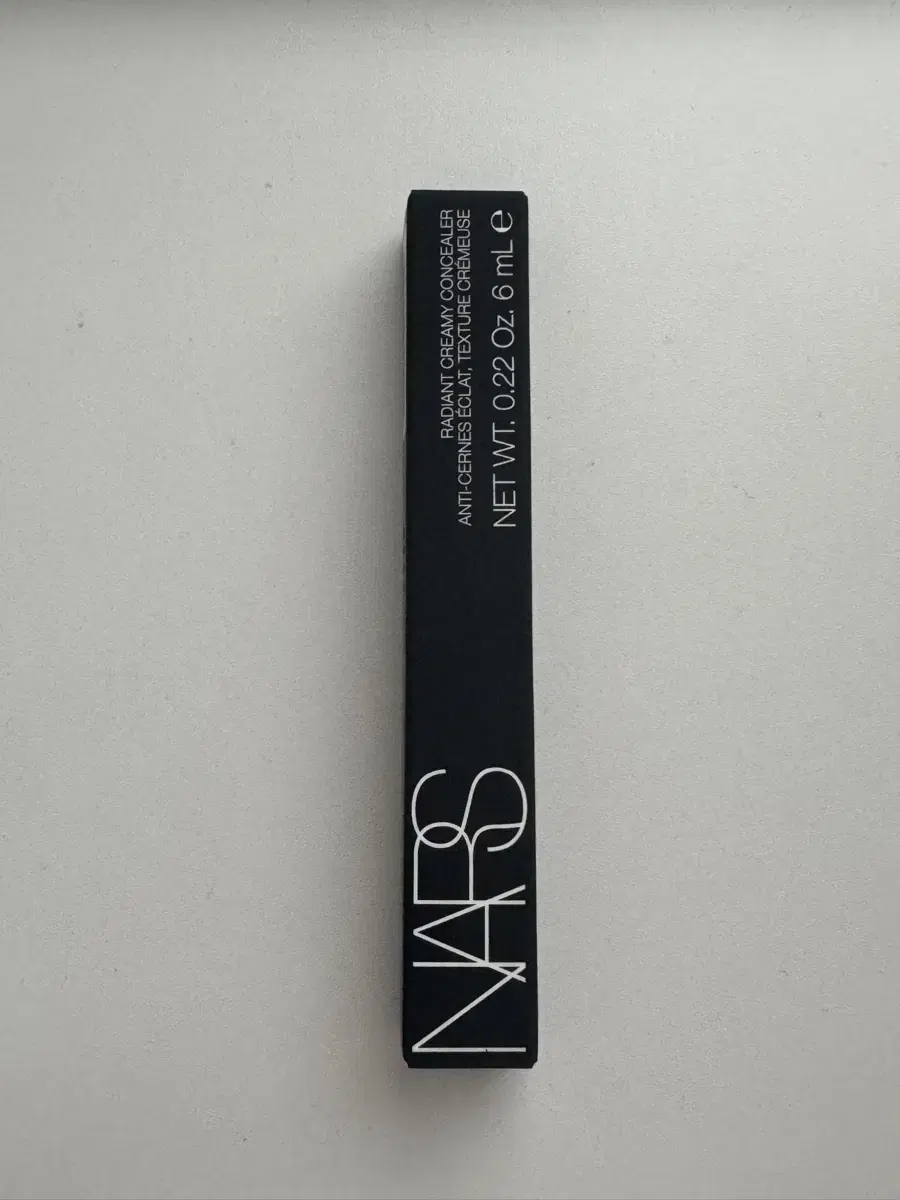 NARS
RADIANT CREAMY CONCEALER
ANTI-CERNES ÉCLAT, TEXTURE CRÉMEUSE
NET WT. 0.22 Oz. 6 mL ℮